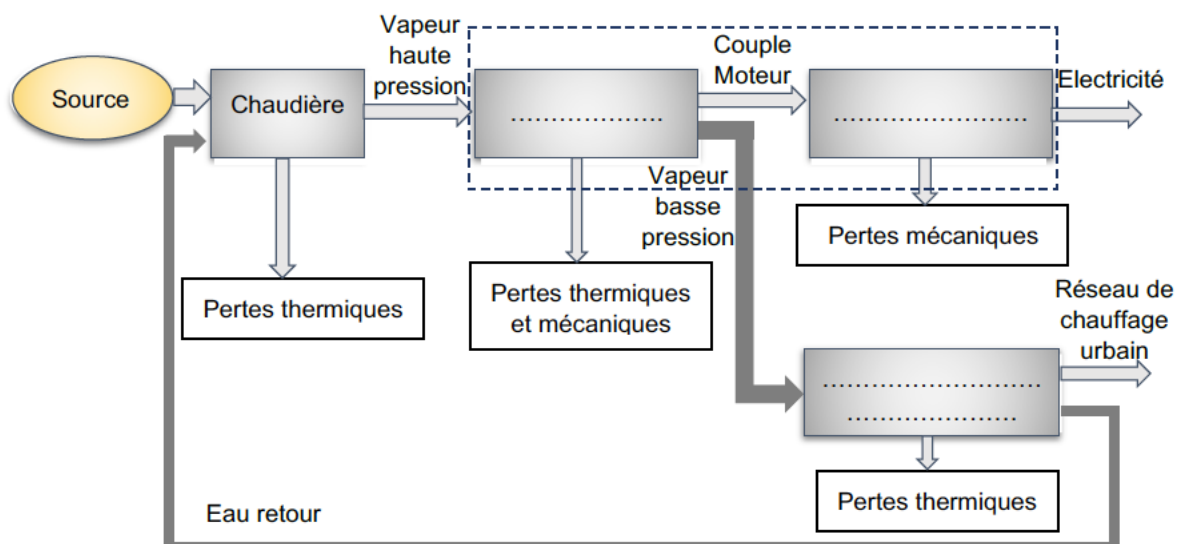 Source
Chaudière
Vapeur
haute
pression
....................
Couple
Moteur
.........................
Electricité
Vapeur
basse
pression
Pertes thermiques
Pertes thermiques
et mécaniques
Pertes mécaniques
Réseau de
chauffage
urbain
............................
......................
Pertes thermiques
Eau retour